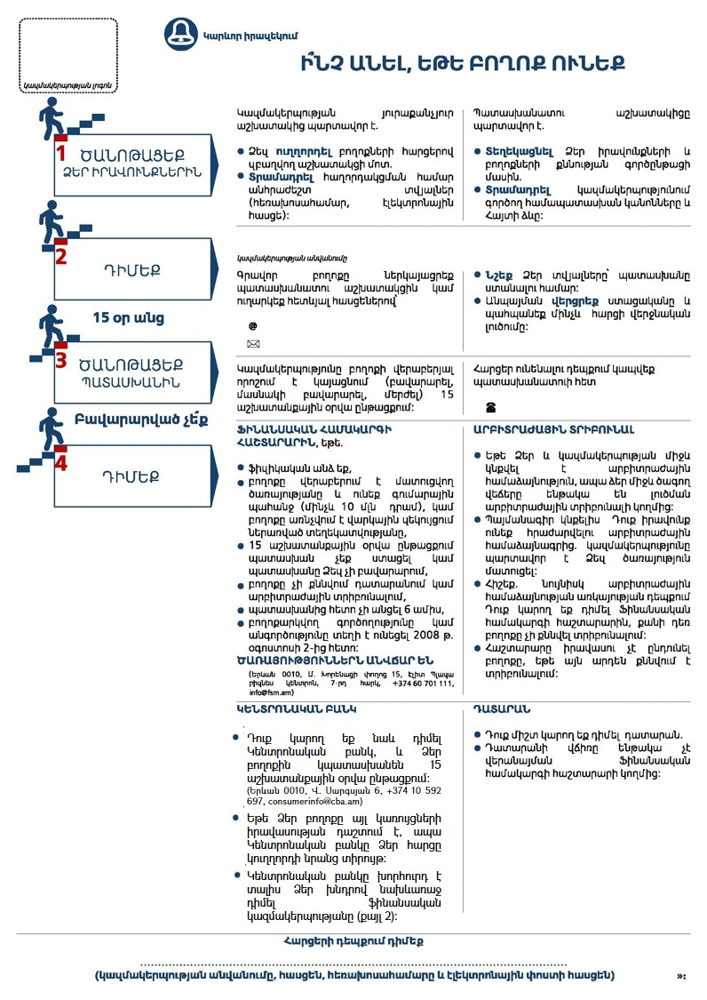 Կարևոր իրազեկում
Ի՞ՆՉ ԱՆԵԼ, ԵԹԵ ԲՈՂՈՔ ՈՒՆԵՔ
կազմակերպության լոգոն
1
ԾԱՆՈԹԱՑԵՔ
ՁԵՐ ԻՐԱՎՈՒՆՔՆԵՐԻՆ
Կազմակերպության յուրաքանչյուր
աշխատակից պարտավոր է.
Ձեզ ուղղորդել բողոքների հարցերով
զբաղվող աշխատակցի մոտ.
Տրամադրել հաղորդակցման համար
անհրաժեշտ տվյալներ
(հեռախոսահամար, էլեկտրոնային
հասցե):
Պատասխանատու աշխատակիցը
պարտավոր է.
Տեղեկացնել Ձեր իրավունքների և
բողոքների քննության գործընթացի
մասին.
Տրամադրել կազմակերպությունում
գործող համապատասխան կանոնները և
Հայտի ձևը:
2
ԴԻՄԵՔ
կազմակերպության անվանումը
Գրավոր բողոքը ներկայացրեք
պատասխանատու աշխատակցին կամ
ուղարկեք հետևյալ հասցեներով՝
@
Նշեք Ձեր տվյալները՝ պատասխանը
ստանալու համար:
Անպայման վերցրեք ստացականը և
պահպանեք մինչև հարցի վերջնական
լուծումը:
15 օր անց
3
ԾԱՆՈԹԱՑԵՔ
ՊԱՏԱՍԽԱՆԻՆ
Կազմակերպությունը բողոքի վերաբերյալ
որոշում է կայացնում (բավարարել,
մասնակի բավարարել, մերժել) 15
աշխատանքային օրվա ընթացքում:
Հարցեր ունենալու դեպքում կապվեք
պատասխանատուի հետ
Բավարարված չե՞ք
4
ԴԻՄԵՔ
ՖԻՆԱՆՍԱԿԱՆ ՀԱՄԱԿԱՐԳԻ
ՀԱՇՏԱՐԱՐԻՆ, եթե.
ֆիզիկական անձ եք,
բողոքը վերաբերում է մատուցվող
ծառայությանը և ունեք գումարային
պահանջ (մինչև 10 մլն դրամ), կամ
բողոքը առնչվում է վարկային զեկույցում
ներառված տեղեկատվությանը,
15 աշխատանքային օրվա ընթացքում
պատասխան չեք ստացել կամ
պատասխանը Ձեզ չի բավարարում,
բողոքը չի քննվում դատարանում կամ
արբիտրաժային տրիբունալում,
պատասխանից հետո չի անցել 6 ամիս,
բողոքարկվող գործողությունը կամ
անգործությունը տեղի է ունեցել 2008 թ.
օգոստոսի 2-ից հետո:
ԾԱՌԱՅՈՒԹՅՈՒՆՆԵՐՆ ԱՆՎՃԱՐ ԵՆ
(Երևան 0010, Մ. Խորենացի փողոց 15, Էլիտ Պլազա
բիզնես կենտրոն, 7-րդ հարկ, +374 60 701 111,
info@fsm.am)
ԱՐԲԻՏՐԱԺԱՅԻՆ ՏՐԻԲՈՒՆԱԼ
Եթե Ձեր և կազմակերպության միջև
կնքվել է արբիտրաժային
համաձայնություն, ապա ձեր միջև ծագող
վեճերը ենթակա են լուծման
արբիտրաժային տրիբունալի կողմից:
Պայմանագիր կնքելիս Դուք իրավունք
ունեք հրաժարվելու արբիտրաժային
համաձայնագրից. կազմակերպությունը
պարտավոր է Ձեզ ծառայություն
մատուցել:
Հիշեք. նույնիսկ արբիտրաժային
համաձայնության առկայության դեպքում
Դուք կարող եք դիմել Ֆինանսական
համակարգի հաշտարարին, քանի դեռ
բողոքը չի քննվել տրիբունալում:
Հաշտարարը իրավասու չէ ընդունել
բողոքը, եթե այն արդեն քննվում է
տրիբունալում:
ԿԵՆՏՐՈՆԱԿԱՆ ԲԱՆԿ
Դուք կարող եք նաև դիմել
Կենտրոնական բանկ, և Ձեր
բողոքին կպատասխանեն 15
աշխատանքային օրվա ընթացքում:
(Երևան 0010, Վ. Սարգսյան 6, +374 10 592
697, consumerinfo@cba.am)
Եթե Ձեր բողոքը այլ կառույցների
իրավասության դաշտում է, ապա
Կենտրոնական բանկը Ձեր հարցը
կուղղորդի նրանց տիրույթ:
Կենտրոնական բանկը խորհուրդ է
տալիս Ձեր խնդրով նախևառաջ
դիմել ֆինանսական
կազմակերպությանը (քայլ 2):
ԴԱՏԱՐԱՆ
Դուք միշտ կարող եք դիմել դատարան.
Դատարանի վճիռը ենթակա չէ
վերանայման Ֆինանսական
համակարգի հաշտարարի կողմից:
Հարցերի դեպքում դիմեք
(կազմակերպության անվանումը, հասցեն, հեռախոսահամարը և էլեկտրոնային փոստի հասցեն)
»: